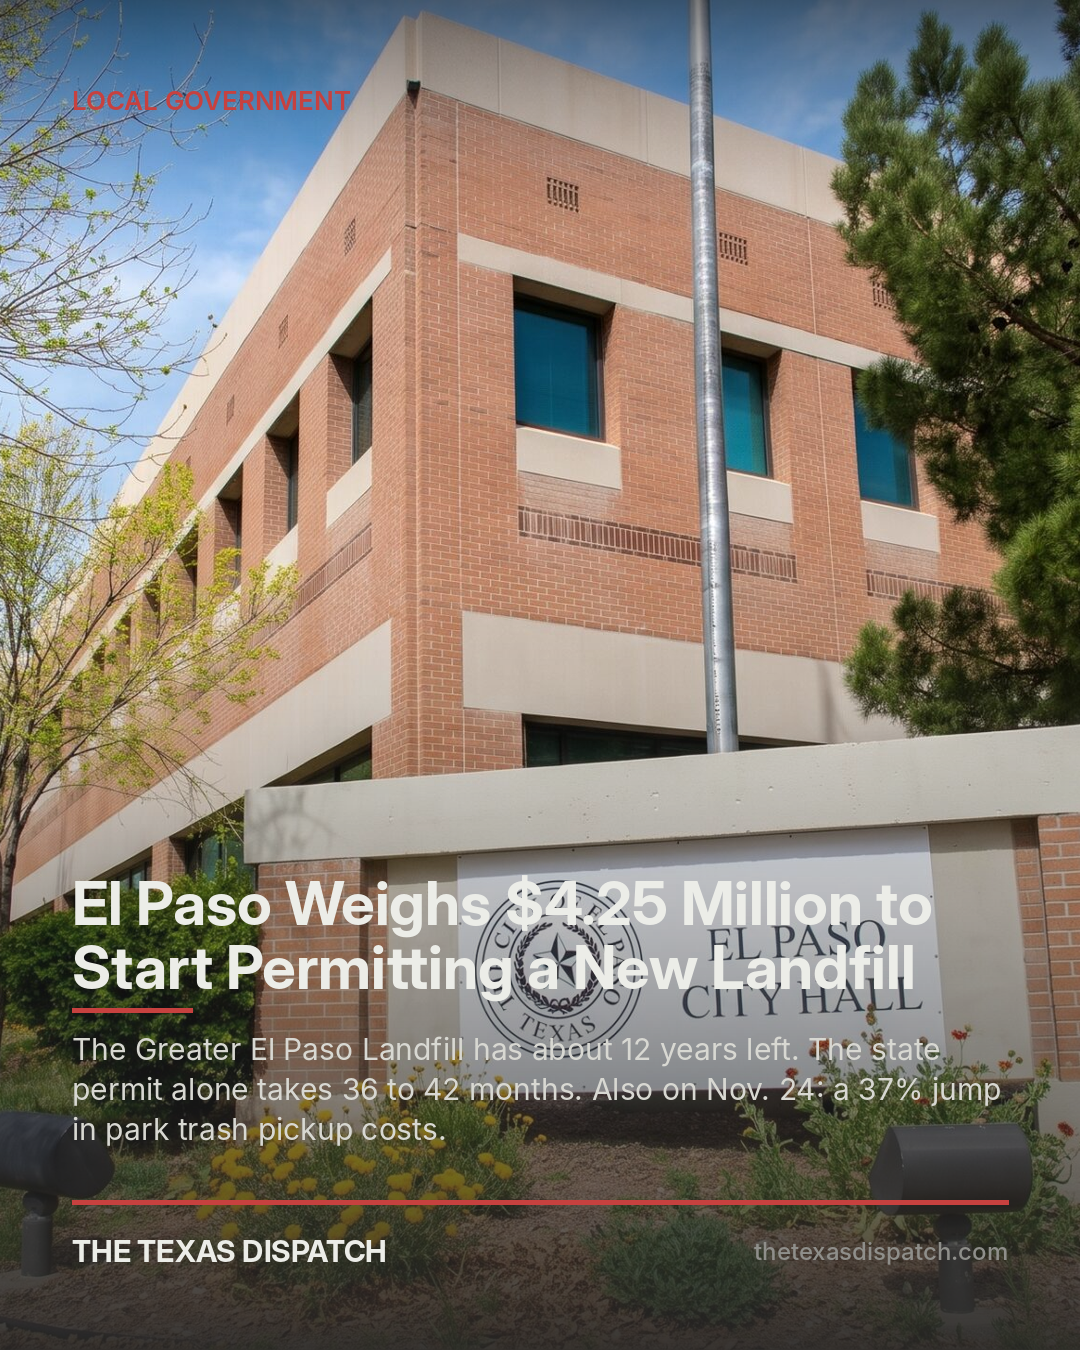 LOCAL GOVERNMENT
El Paso Weighs $4.25 Million to
Start Permitting a New Landfill
EL PASO
CITY HALL
TEXAS
The Greater El Paso Landfill has about 12 years left. The state
permit alone takes 36 to 42 months. Also on Nov. 24: a 37% jump
in park trash pickup costs.
THE TEXAS DISPATCH
thetexasdispatch.com